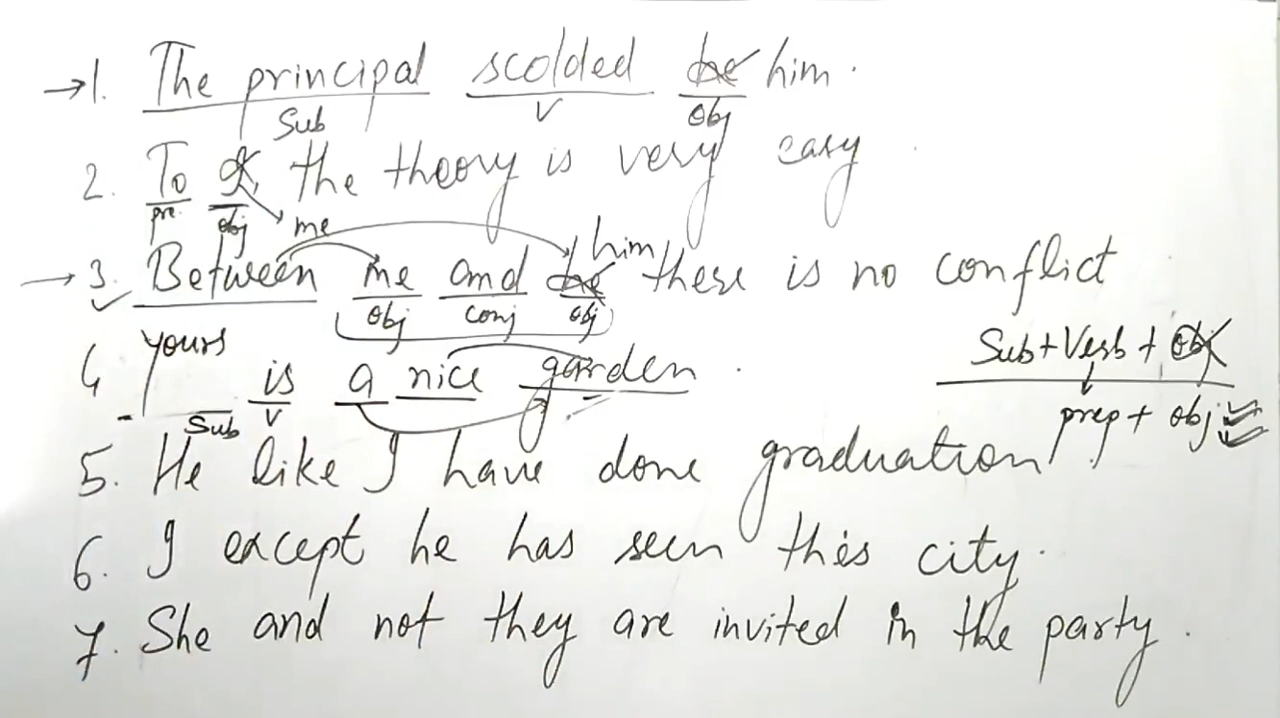 →1. The principal scolded he him.
Sub V Obj
2. To I, the theory is very easy.
pre. obj me
him
→3. Between me and he there is no conflict
obj conj obj
4 yours is a nice garden.
Sub V
Sub + Verb + Obj
prep + obj
5. He like I have done graduation.
6. I except he has seen this city.
7. She and not they are invited in the party.